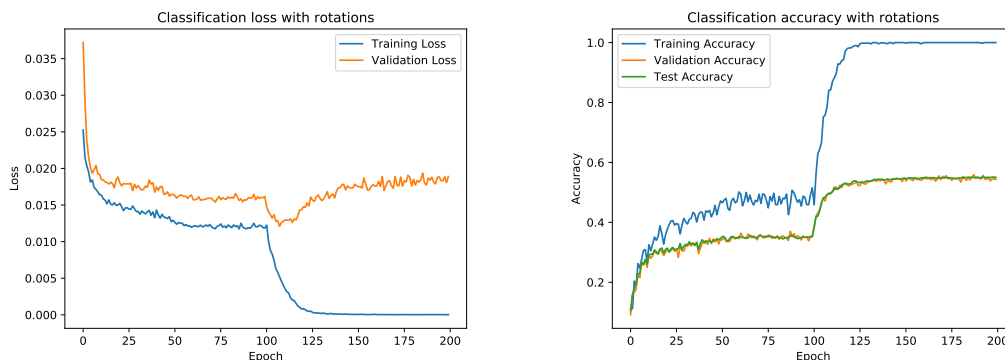 Classification loss with rotations
Training Loss
Validation Loss
0.035
0.030
0.025
0.020
0.015
0.010
0.005
0.000
Loss
0
25
50
75
100
125
150
175
200
Epoch
Classification accuracy with rotations
Training Accuracy
Validation Accuracy
Test Accuracy
1.0
0.8
0.6
0.4
0.2
Accuracy
0
25
50
75
100
125
150
175
200
Epoch